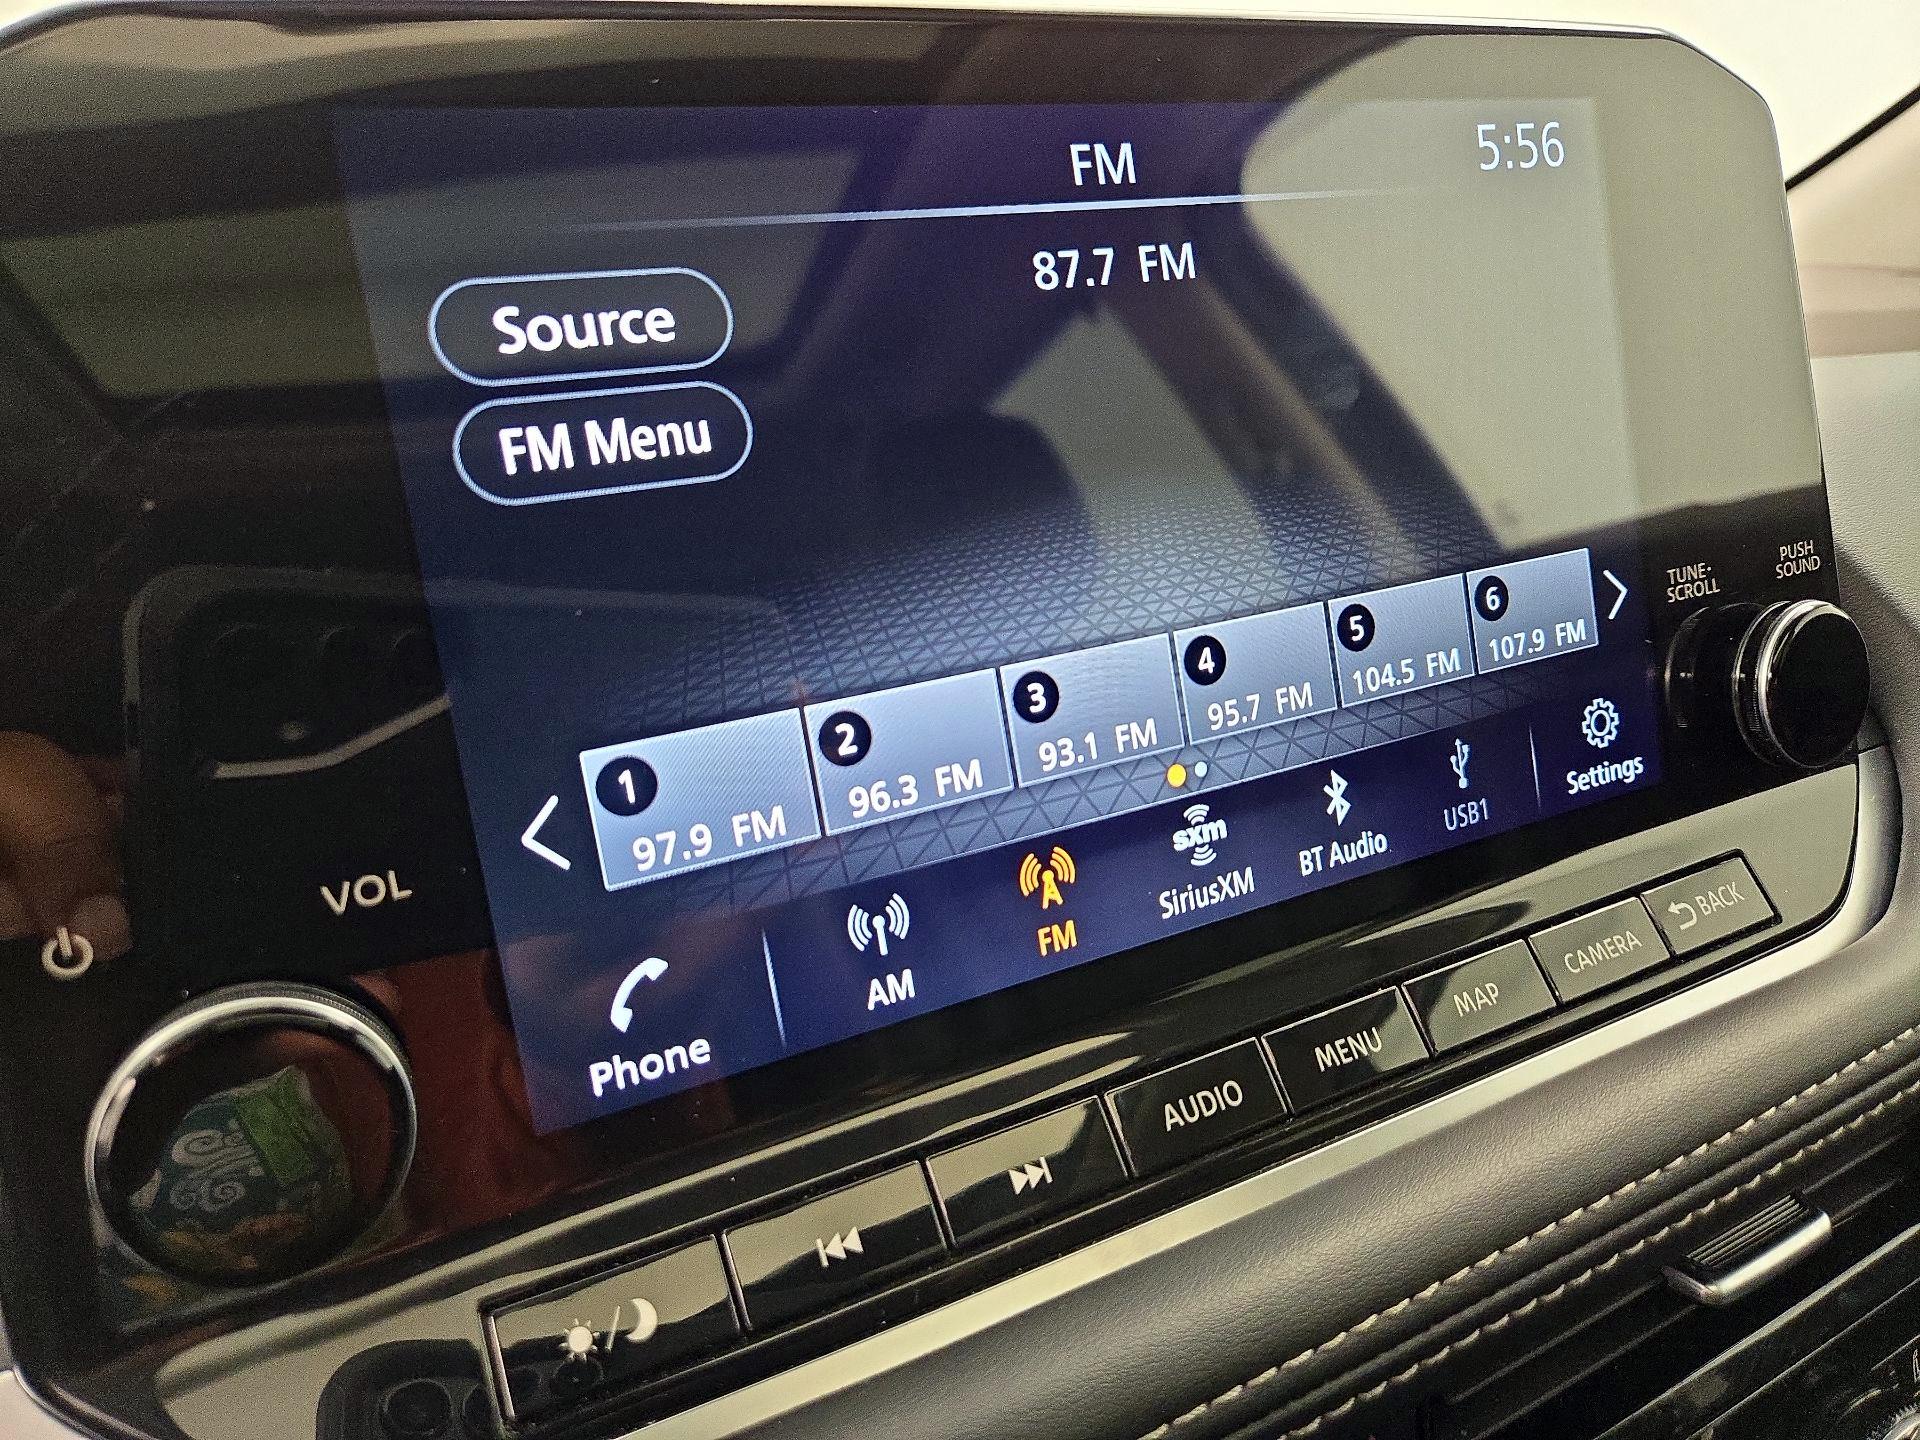 FM
5:56
87.7 FM
Source
FM Menu
1
97.9 FM
2
96.3 FM
3
93.1 FM
4
95.7 FM
5
104.5 FM
6
107.9 FM
TUNE·
SCROLL
PUSH
SOUND
VOL
Phone
AM
FM
sxm
SiriusXM
BT Audio
USB1
Settings
AUDIO
MENU
MAP
CAMERA
BACK